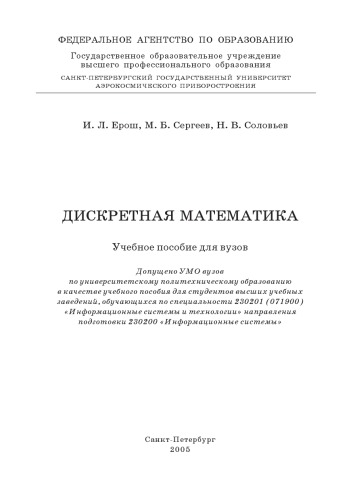 ФЕДЕРАЛЬНОЕ АГЕНТСТВО ПО ОБРАЗОВАНИЮ
Государственное образовательное учреждение
высшего профессионального образования
САНКТ-ПЕТЕРБУРГСКИЙ ГОСУДАРСТВЕННЫЙ УНИВЕРСИТЕТ
АЭРОКОСМИЧЕСКОГО ПРИБОРОСТРОЕНИЯ
И. Л. Ерош, М. Б. Сергеев, Н. В. Соловьев
ДИСКРЕТНАЯ МАТЕМАТИКА
Учебное пособие для вузов
Допущено УМО вузов
по университетскому политехническому образованию
в качестве учебного пособия для студентов высших учебных
заведений, обучающихся по специальности 230201 (071900)
«Информационные системы и технологии» направления
подготовки 230200 «Информационные системы»
Санкт-Петербург
2005